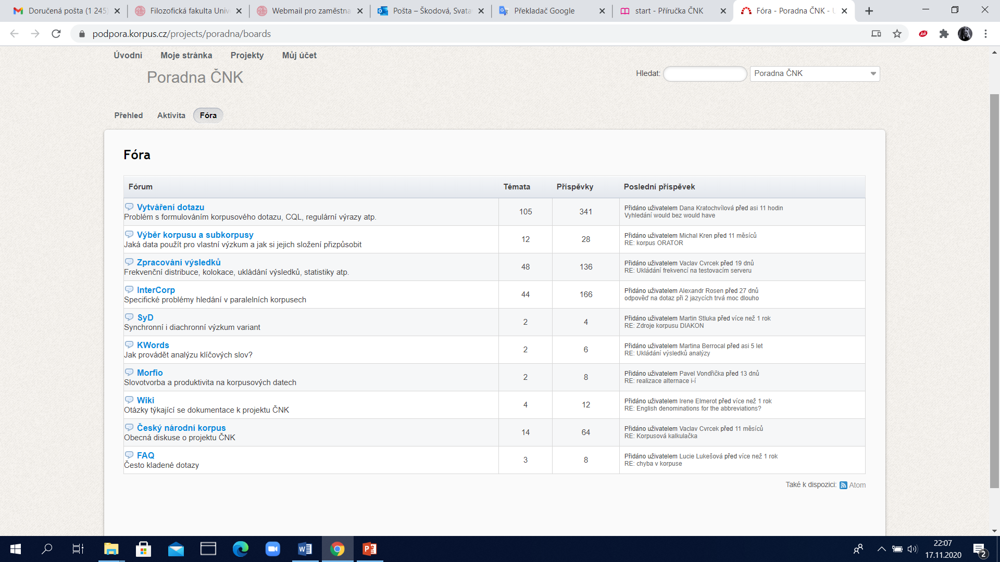 Doručená pošta (1 245)
Filozofická fakulta Univ
Webmail pro zaměstna
Pošta – Škodová, Svata
Překladač Google
start - Příručka ČNK
Fóra - Poradna ČNK - U
podpora.korpus.cz/projects/poradna/boards
Ask
Úvodní Moje stránka Projekty Můj účet
Poradna ČNK
Hledat: Poradna ČNK
Přehled Aktivita Fóra
Fóra
Fórum Témata Příspěvky Poslední příspěvek
Vytváření dotazu
Problém s formulováním korpusového dotazu, CQL, regulární výrazy atp.
105 341
Přidáno uživatelem Dana Kratochvílová před asi 11 hodin
Vyhledání would bez would have
Výběr korpusu a subkorpusy
Jaká data použít pro vlastní výzkum a jak si jejich složení přizpůsobit
12 28
Přidáno uživatelem Michal Kren před 11 měsíců
RE: korpus ORATOR
Zpracování výsledků
Frekvenční distribuce, kolokace, ukládání výsledků, statistiky atp.
48 136
Přidáno uživatelem Vaclav Cvrcek před 19 dnů
RE: Ukládání frekvencí na testovacím serveru
InterCorp
Specifické problémy hledání v paralelních korpusech
44 166
Přidáno uživatelem Alexandr Rosen před 27 dnů
odpověď na dotaz při 2 jazycích trvá moc dlouho
SyD
Synchronní i diachronní výzkum variant
2 4
Přidáno uživatelem Martin Stluka před více než 1 rok
RE: Zdroje korpusu DIAKON
KWords
Jak provádět analýzu klíčových slov?
2 6
Přidáno uživatelem Martina Berrocal před asi 5 let
RE: Ukládání výsledků analýzy
Morfio
Slovotvorba a produktivita na korpusových datech
2 8
Přidáno uživatelem Pavel Vondřička před 13 dnů
RE: realizace alternace i-í
Wiki
Otázky týkající se dokumentace k projektu ČNK
4 12
Přidáno uživatelem Irene Elmerot před více než 1 rok
RE: English denominations for the abbreviations?
Český národní korpus
Obecná diskuse o projektu ČNK
14 64
Přidáno uživatelem Vaclav Cvrcek před 11 měsíců
RE: Korpusová kalkulačka
FAQ
Často kladené dotazy
3 8
Přidáno uživatelem Lucie Lukešová před více než 1 rok
RE: chyba v korpuse
Také k dispozici: Atom
22:07
17.11.2020
2